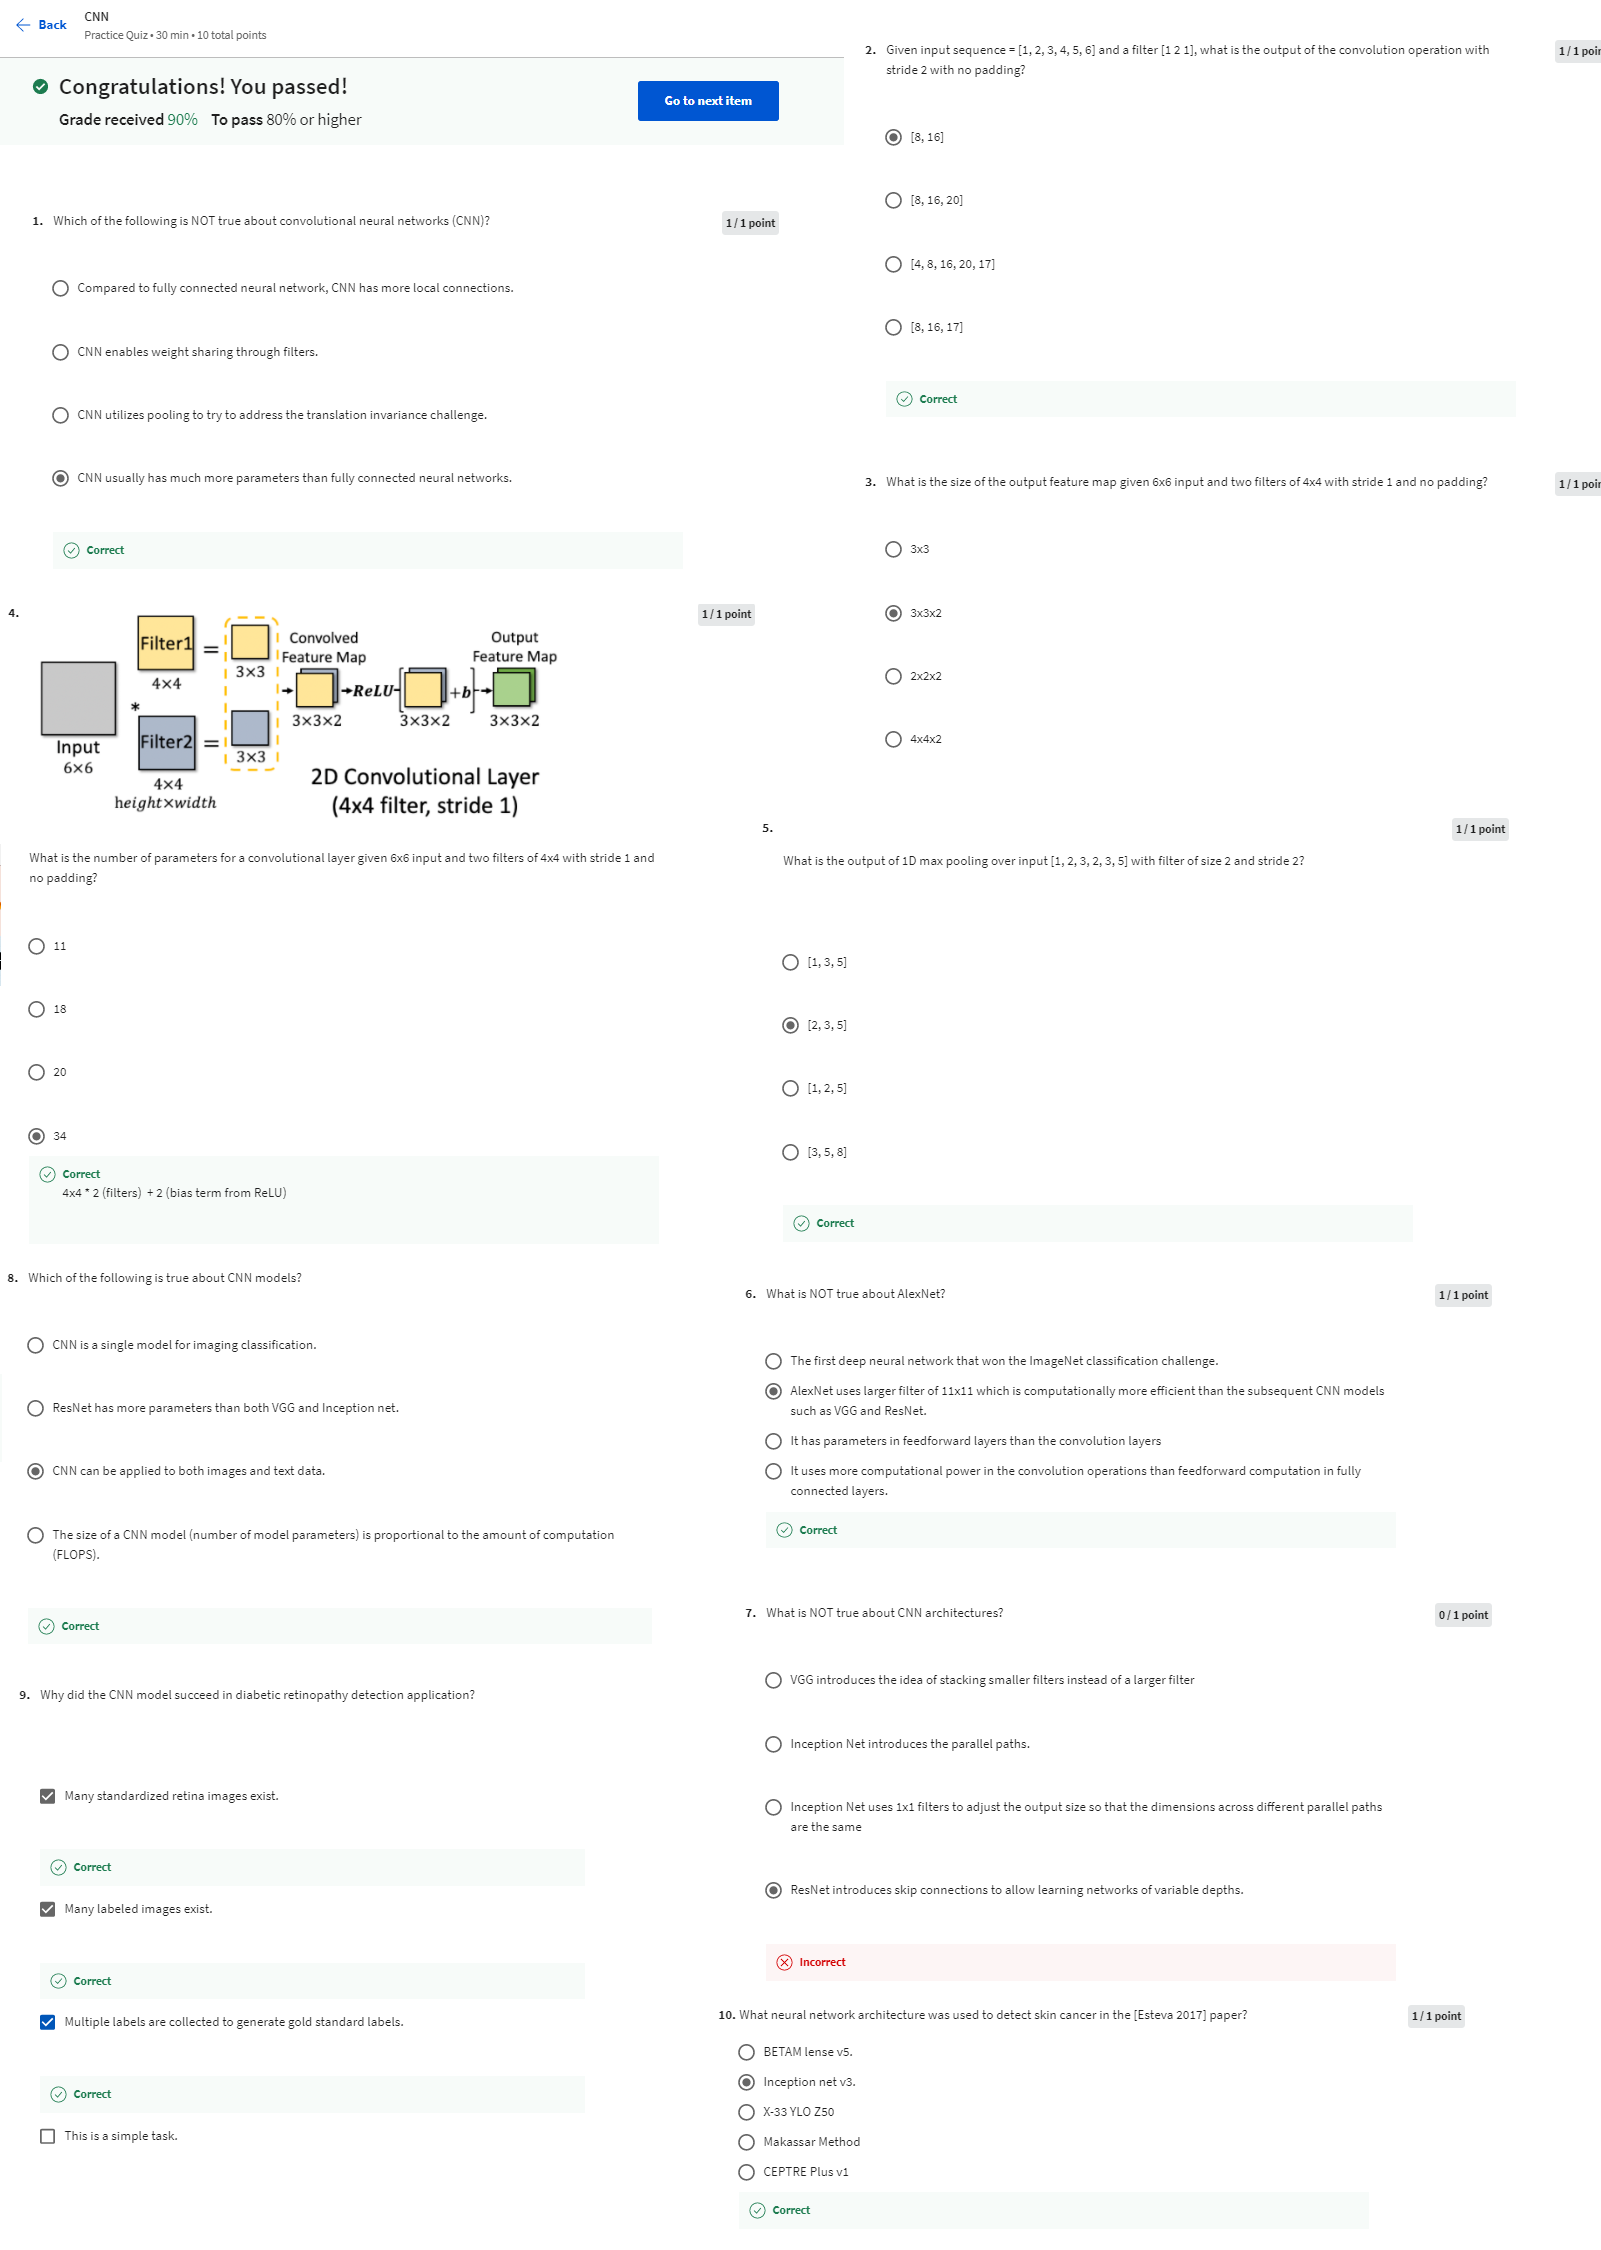 Back
CNN
Practice Quiz • 30 min • 10 total points
Congratulations! You passed!
Grade received 90% To pass 80% or higher
Go to next item
1. Which of the following is NOT true about convolutional neural networks (CNN)?
1 / 1 point
Compared to fully connected neural network, CNN has more local connections.
CNN enables weight sharing through filters.
CNN utilizes pooling to try to address the translation invariance challenge.
CNN usually has much more parameters than fully connected neural networks.
Correct
2. Given input sequence = [1, 2, 3, 4, 5, 6] and a filter [1 2 1], what is the output of the convolution operation with
stride 2 with no padding?
1 / 1 poir
[8, 16]
[8, 16, 20]
[4, 8, 16, 20, 17]
[8, 16, 17]
Correct
3. What is the size of the output feature map given 6x6 input and two filters of 4x4 with stride 1 and no padding?
1 / 1 poir
3x3
3x3x2
2x2x2
4x4x2
4.
1 / 1 point
Filter1
4×4
=
3×3
Convolved
Feature Map
Output
Feature Map
→ReLU
+b
3×3×2
3×3×2
3×3×2
*
Input
6×6
Filter2
=
3×3
4×4
height×width
2D Convolutional Layer
(4x4 filter, stride 1)
What is the number of parameters for a convolutional layer given 6x6 input and two filters of 4x4 with stride 1 and
no padding?
11
18
20
34
Correct
4x4 * 2 (filters) + 2 (bias term from ReLU)
5.
1 / 1 point
What is the output of 1D max pooling over input [1, 2, 3, 2, 3, 5] with filter of size 2 and stride 2?
[1, 3, 5]
[2, 3, 5]
[1, 2, 5]
[3, 5, 8]
Correct
6. What is NOT true about AlexNet?
1 / 1 point
The first deep neural network that won the ImageNet classification challenge.
AlexNet uses larger filter of 11x11 which is computationally more efficient than the subsequent CNN models
such as VGG and ResNet.
It has parameters in feedforward layers than the convolution layers
It uses more computational power in the convolution operations than feedforward computation in fully
connected layers.
Correct
7. What is NOT true about CNN architectures?
0 / 1 point
VGG introduces the idea of stacking smaller filters instead of a larger filter
Inception Net introduces the parallel paths.
Inception Net uses 1x1 filters to adjust the output size so that the dimensions across different parallel paths
are the same
ResNet introduces skip connections to allow learning networks of variable depths.
Incorrect
8. Which of the following is true about CNN models?
CNN is a single model for imaging classification.
ResNet has more parameters than both VGG and Inception net.
CNN can be applied to both images and text data.
The size of a CNN model (number of model parameters) is proportional to the amount of computation
(FLOPS).
Correct
9. Why did the CNN model succeed in diabetic retinopathy detection application?
Many standardized retina images exist.
Correct
Many labeled images exist.
Correct
Multiple labels are collected to generate gold standard labels.
Correct
This is a simple task.
10. What neural network architecture was used to detect skin cancer in the [Esteva 2017] paper?
1 / 1 point
BETAM lense v5.
Inception net v3.
X-33 YLO Z50
Makassar Method
CEPTRE Plus v1
Correct